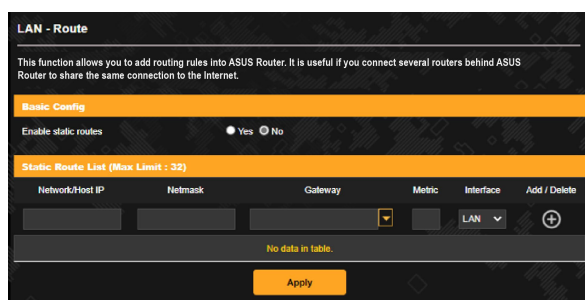 LAN - Route
This function allows you to add routing rules into ASUS Router. It is useful if you connect several routers behind ASUS
Router to share the same connection to the Internet.
Basic Config
Enable static routes Yes No
Static Route List (Max Limit : 32)
Network/Host IP Netmask Gateway Metric Interface Add / Delete
LAN
No data in table.
Apply